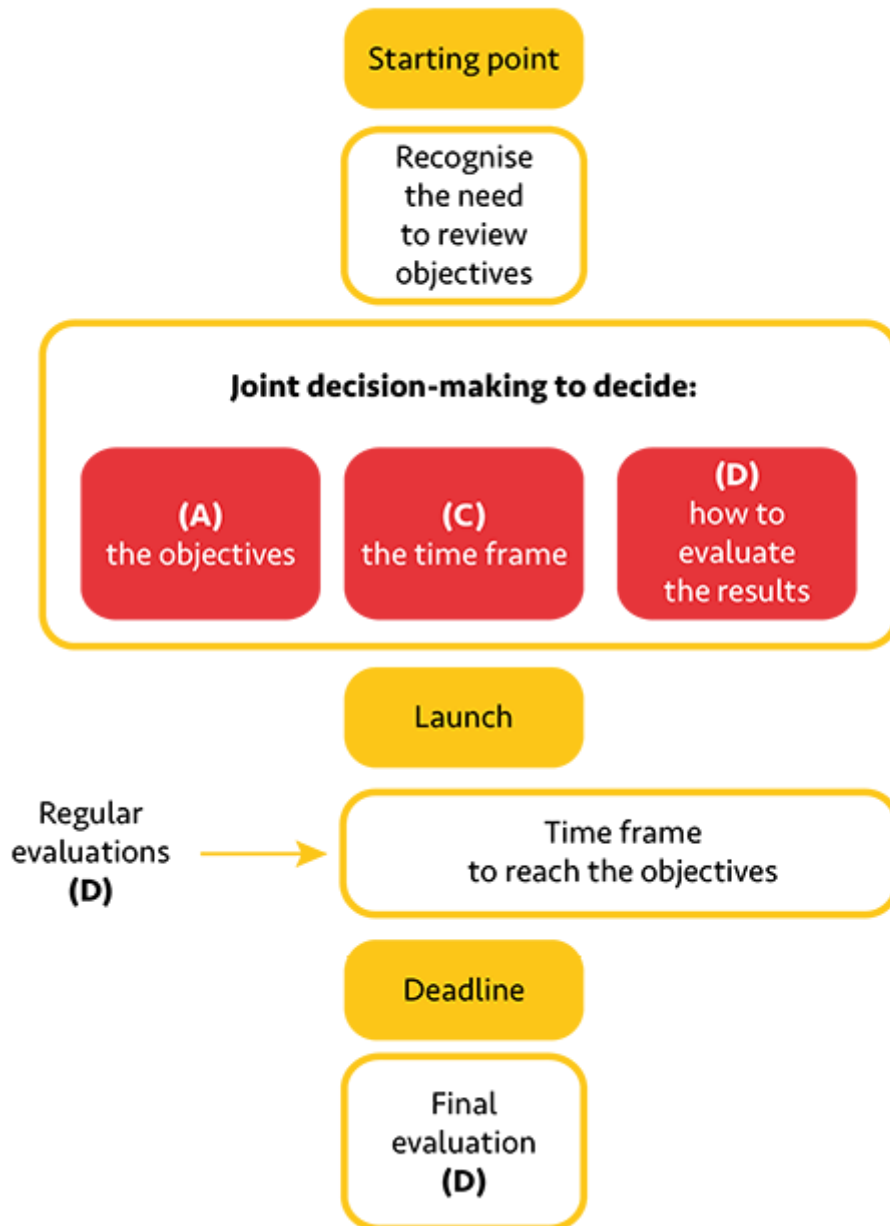 Starting point
Recognise
the need
to review
objectives
Joint decision-making to decide:
(A)
the objectives
(C)
the time frame
(D)
how to
evaluate
the results
Launch
Regular
evaluations
(D)
Time frame
to reach the objectives
Deadline
Final
evaluation
(D)